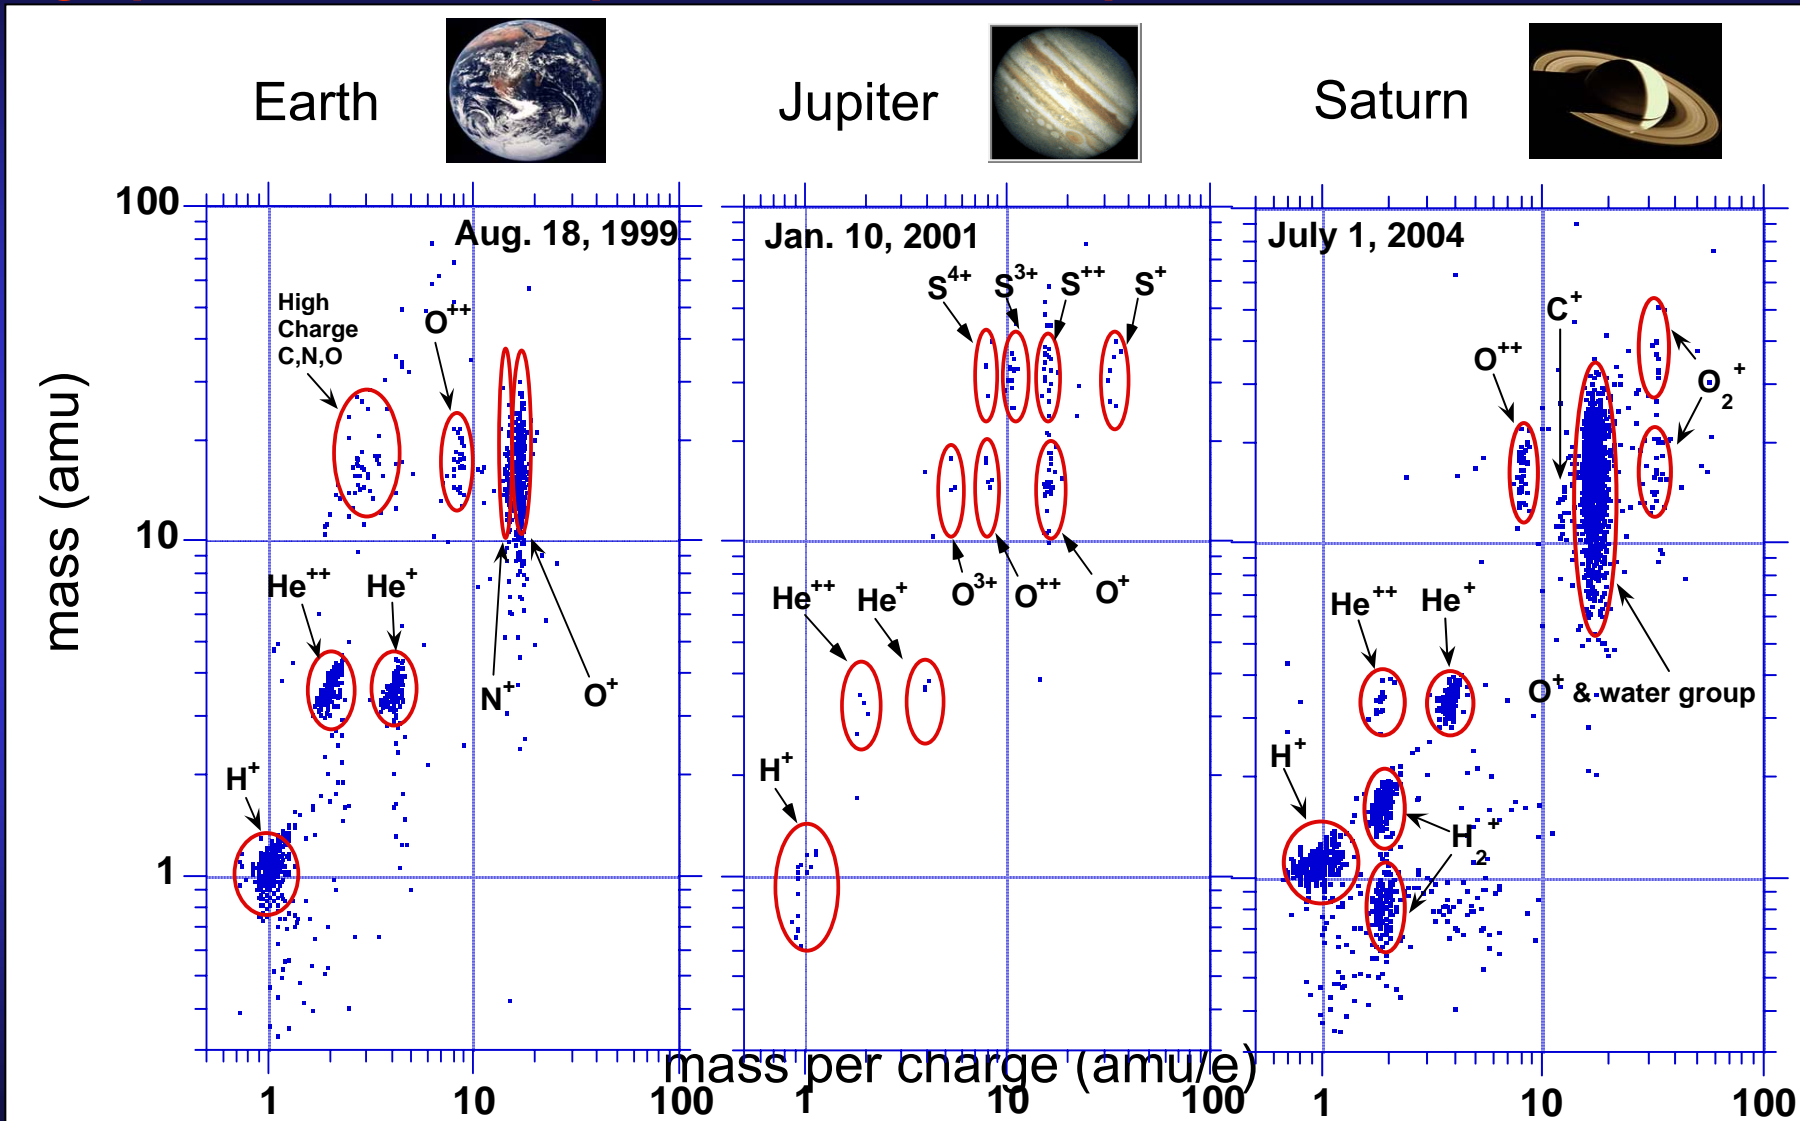 Earth
Jupiter
Saturn
mass (amu)
100
10
1
Aug. 18, 1999
High
Charge
C,N,O
O++
He++
He+
N+
O+
H+
1
10
100
Jan. 10, 2001
S4+
S3+
S++
S+
O3+
O++
O+
He++
He+
H+
mass per charge (amu/e)
1
10
100
July 1, 2004
C+
O++
O2+
He++
He+
O+ & water group
H+
H2+
1
10
100